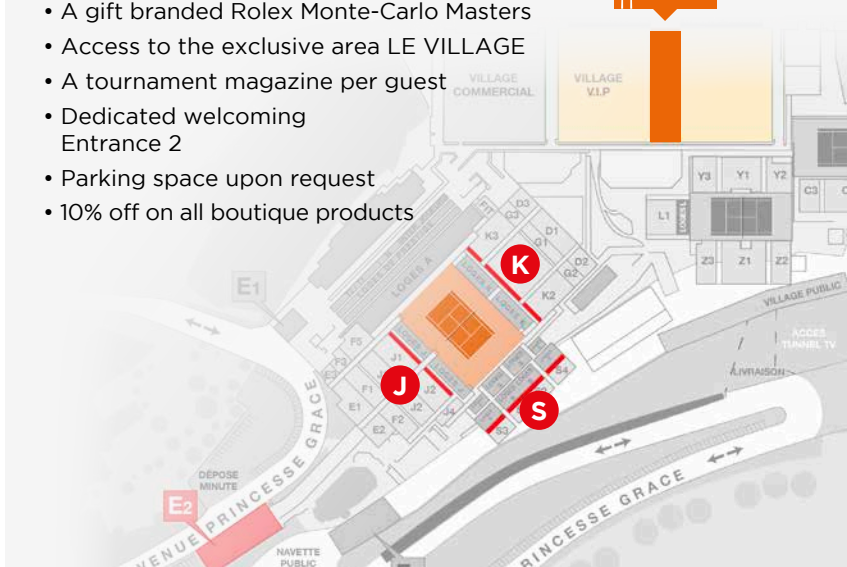 • A gift branded Rolex Monte-Carlo Masters
• Access to the exclusive area LE VILLAGE
• A tournament magazine per guest
• Dedicated welcoming
Entrance 2
• Parking space upon request
• 10% off on all boutique products
VILLAGE
COMMERCIAL
VILLAGE
V.I.P
Y3
Y1
Y2
C3
L1
LOGES L
Z3
Z1
Z2
D3
G3
K3
D1
G1
K
D2
G2
K2
LOGES A
E1
VILLAGE PUBLIC
ACCES
TUNNEL TV
LIVRAISON
F5
F3
E3
J1
J
F1
J2
E1
J2
F2
J4
E2
S4
S
S3
DÉPOSE
MINUTE
E2
AVENUE PRINCESSE GRACE
PRINCESSE GRACE
NAVETTE
PUBLIC